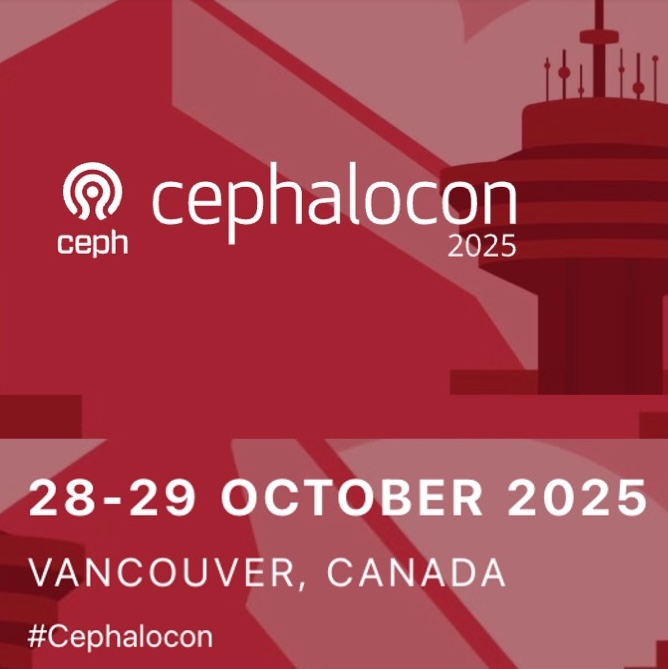 cephalocon
ceph
2025
28-29 OCTOBER 2025
VANCOUVER, CANADA
#Cephalocon